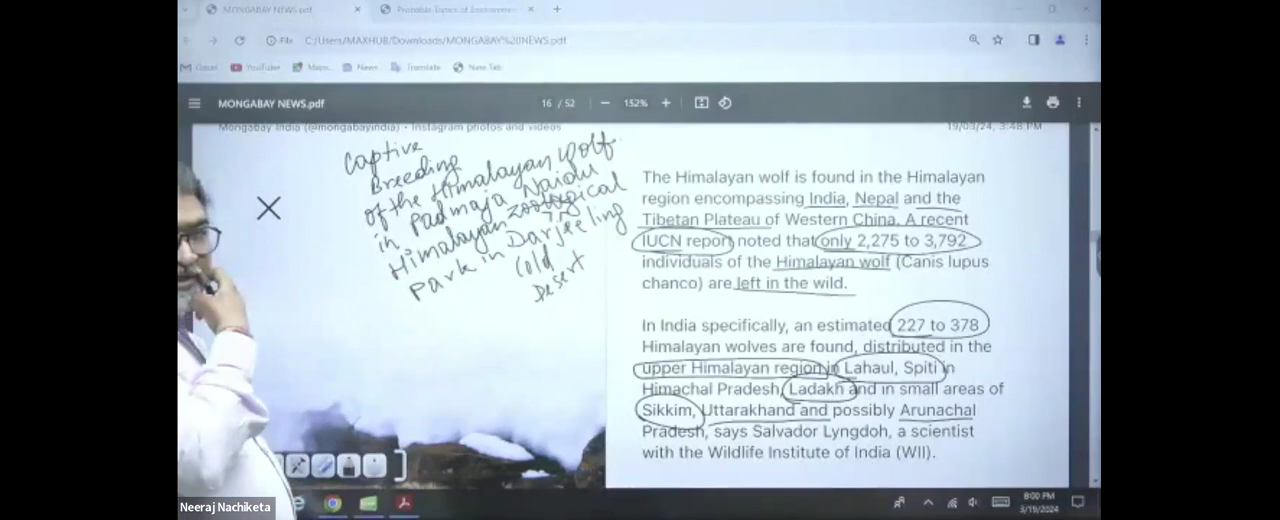 MONGABAY NEWS.pdf
Probable Topics of Environmen
File C:/Users/MAXHUB/Downloads/MONGABAY%20NEWS.pdf
Gmail YouTube Maps News Translate New Tab
MONGABAY NEWS.pdf 16 / 52 152%
Mongabay India (@mongabayindia) • Instagram photos and videos 19/03/24, 3:48 PM
Captive
Breeding
of the Himalayan Wolf
in Padmaja Naidu
Himalayan zoological
Park in Darjeeling
In
Cold
Desert
The Himalayan wolf is found in the Himalayan
region encompassing India, Nepal and the
Tibetan Plateau of Western China. A recent
IUCN report noted that only 2,275 to 3,792
individuals of the Himalayan wolf (Canis lupus
chanco) are left in the wild.
In India specifically, an estimated 227 to 378
Himalayan wolves are found, distributed in the
upper Himalayan region in Lahaul, Spiti in
Himachal Pradesh, Ladakh and in small areas of
Sikkim, Uttarakhand and possibly Arunachal
Pradesh, says Salvador Lyngdoh, a scientist
with the Wildlife Institute of India (WII).
Neeraj Nachiketa
8:00 PM
3/19/2024